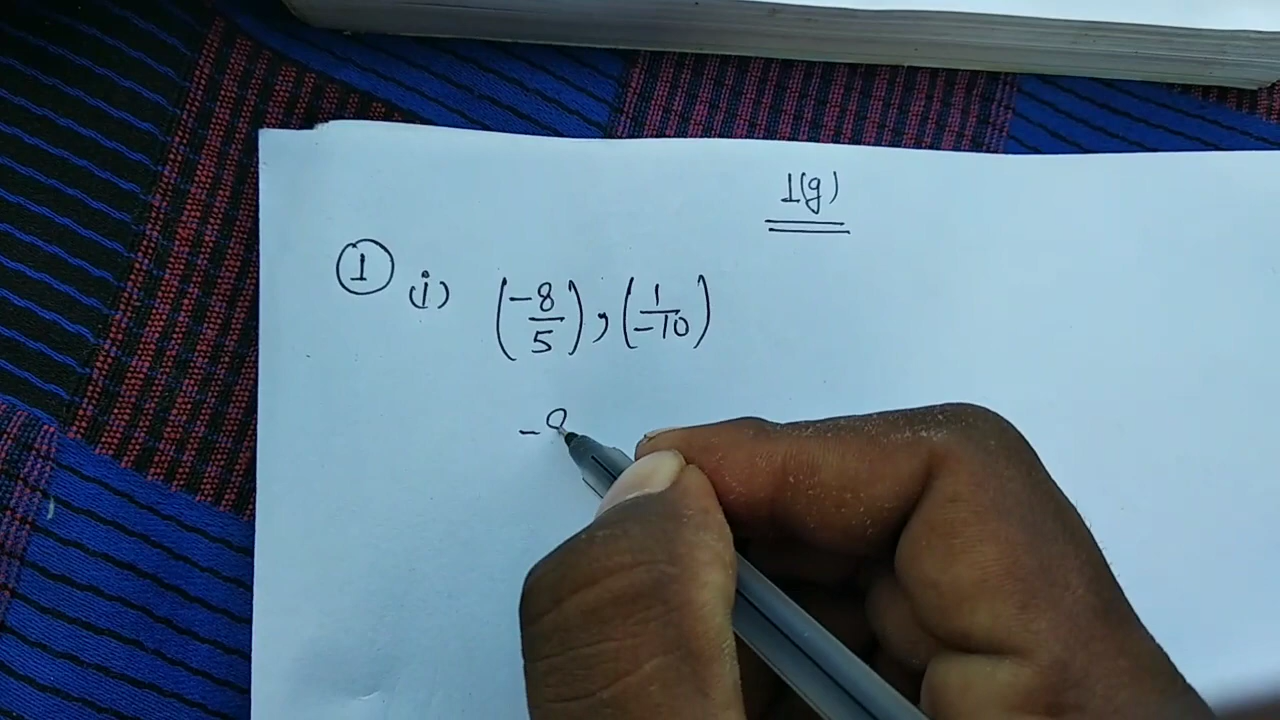 1(g)
① (i) (-8/5), (1/-10)
-